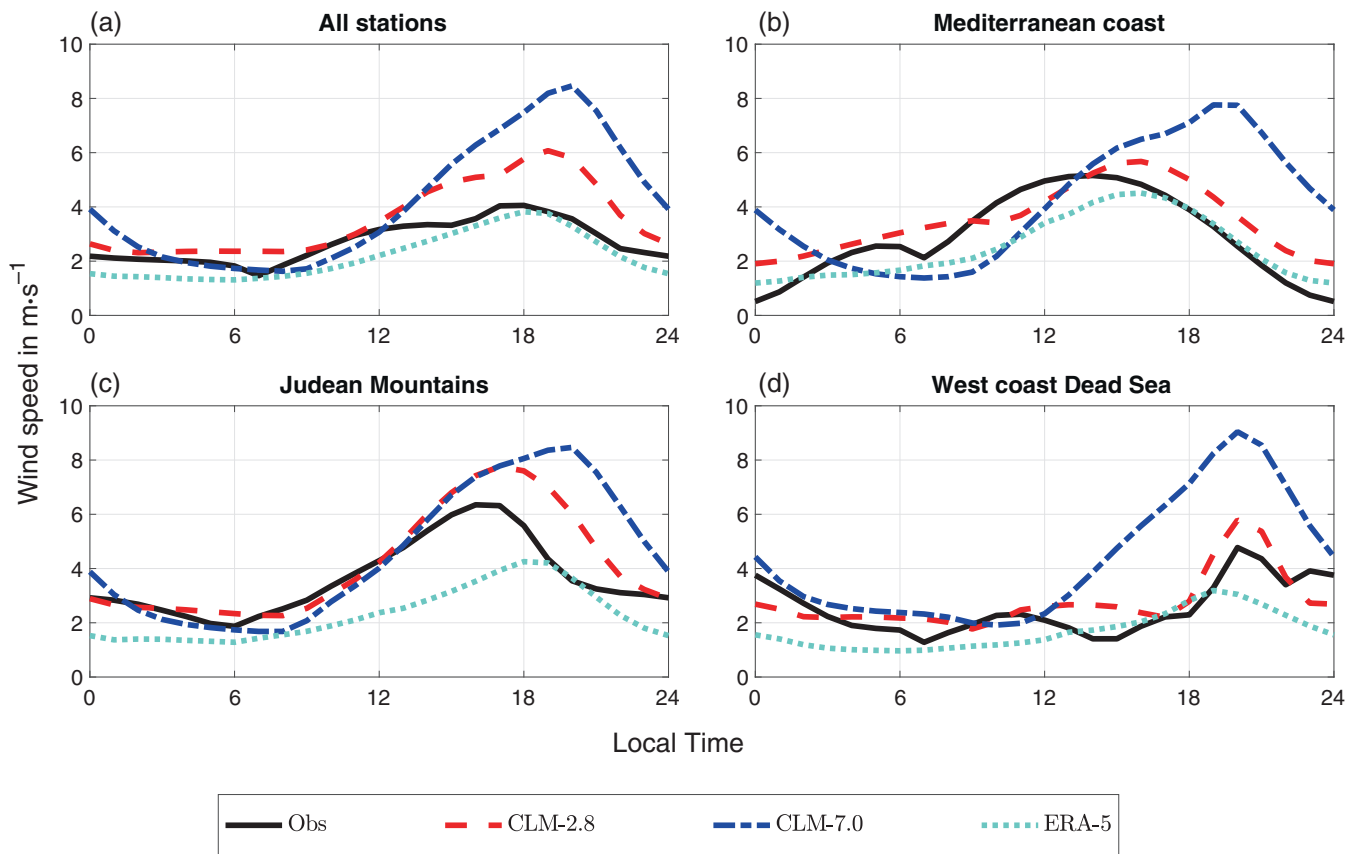 (a) All stations
(b) Mediterranean coast
10
8
6
4
2
0
0 6 12 18 24
10
8
6
4
2
0
0 6 12 18 24
(c) Judean Mountains
(d) West coast Dead Sea
10
8
6
4
2
0
0 6 12 18 24
10
8
6
4
2
0
0 6 12 18 24
Wind speed in m·s⁻¹
Local Time
Obs CLM-2.8 CLM-7.0 ERA-5